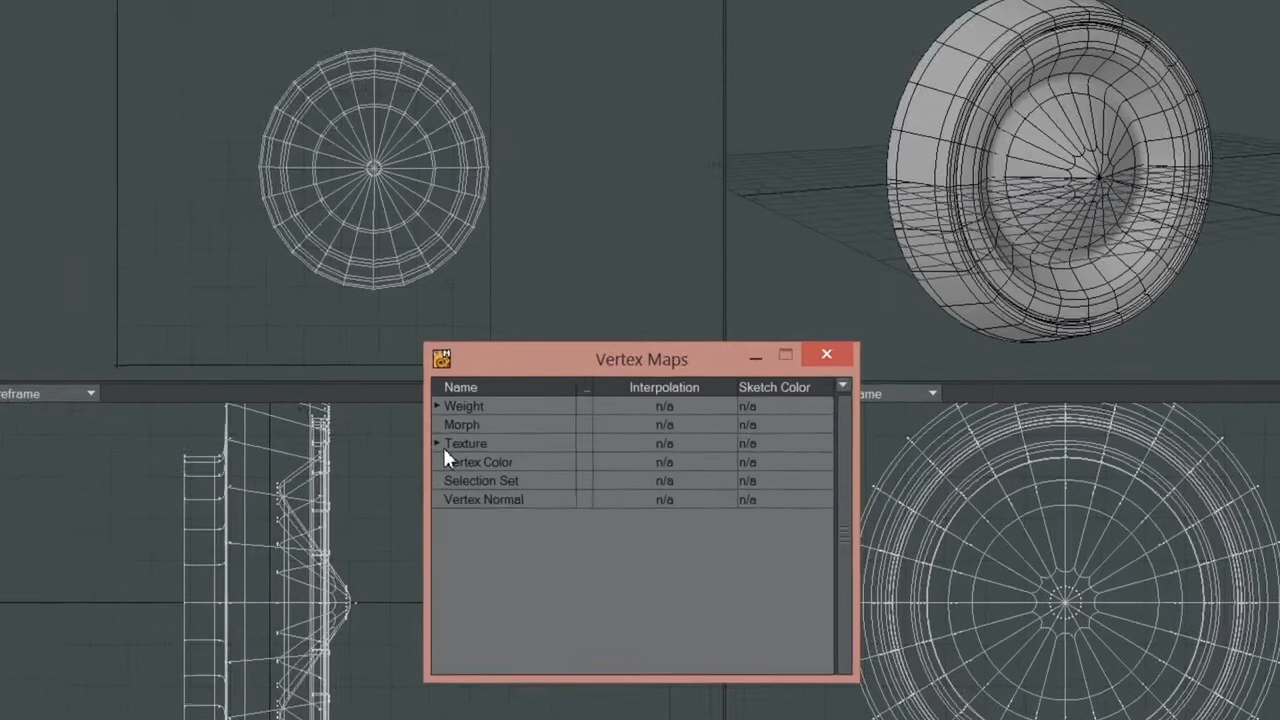 Vertex Maps
Name Interpolation Sketch Color
Weight n/a n/a
Morph n/a n/a
Texture n/a n/a
ertex Color n/a n/a
Selection Set n/a n/a
Vertex Normal n/a n/a
reframe
ame